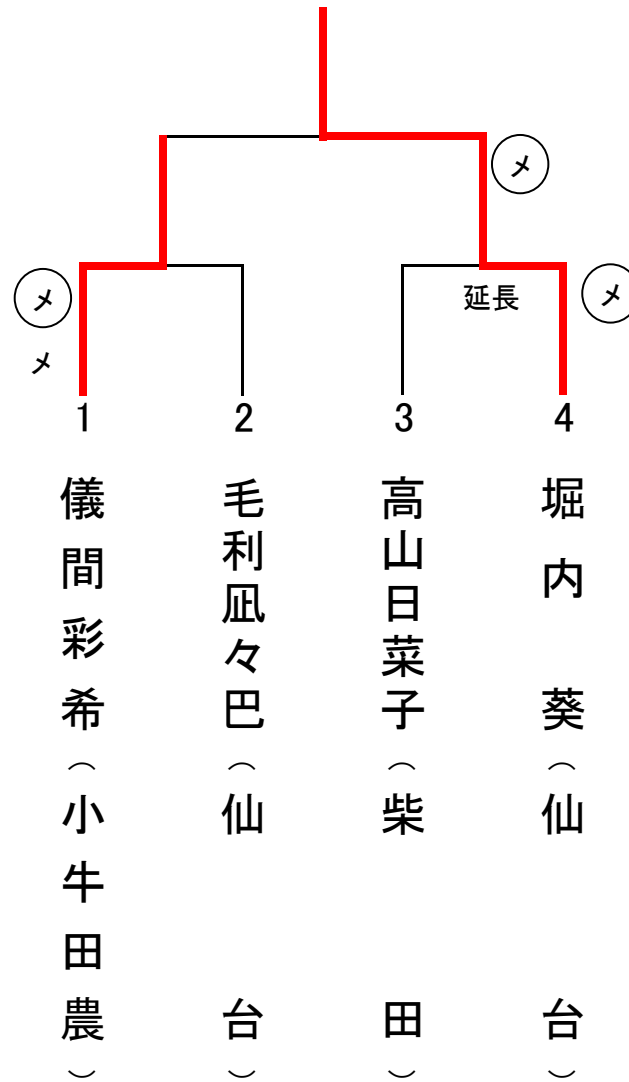 メ
メ
メ
延長
メ
1
2
3
4
儀間彩希（小牛田農）
毛利凪々巴（仙台）
高山日菜子（柴田）
堀内葵（仙台）